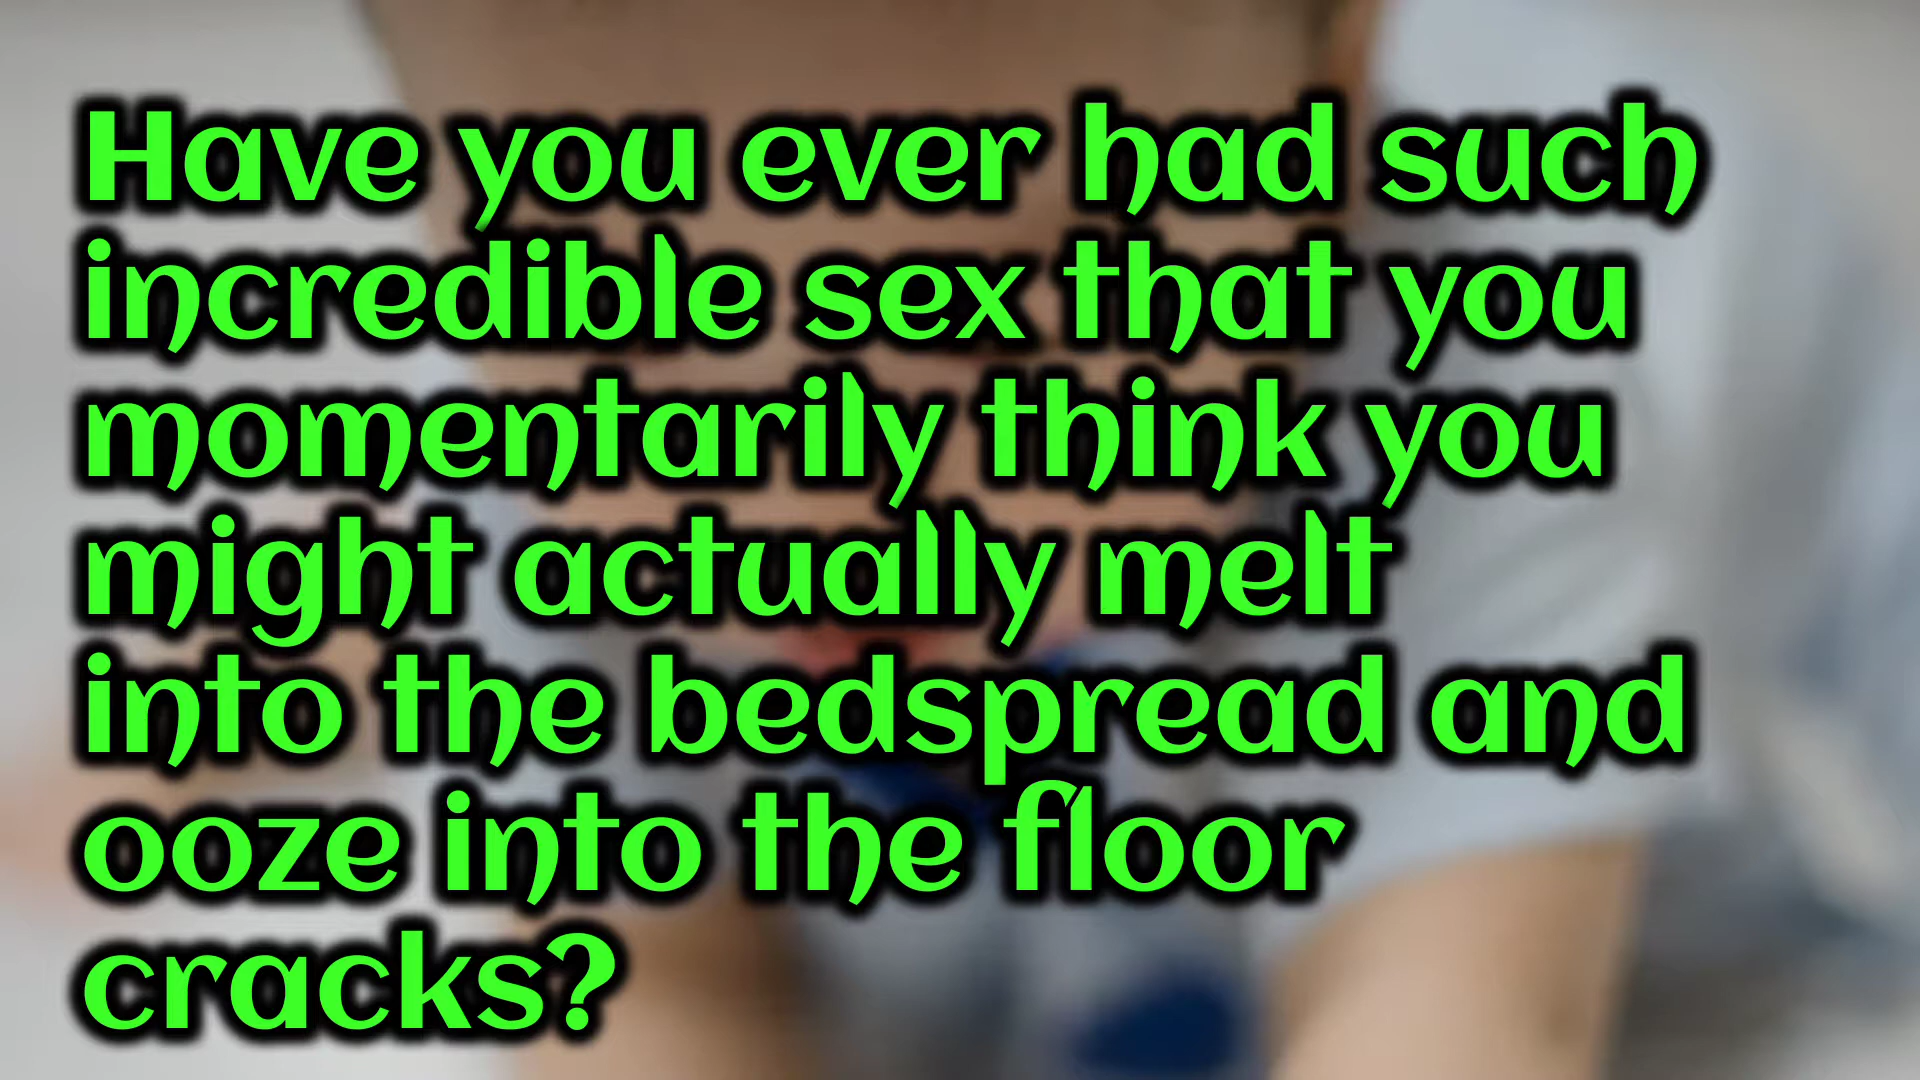 Have you ever had such
incredible sex that you
momentarily think you
might actually melt
into the bedspread and
ooze into the floor
cracks?